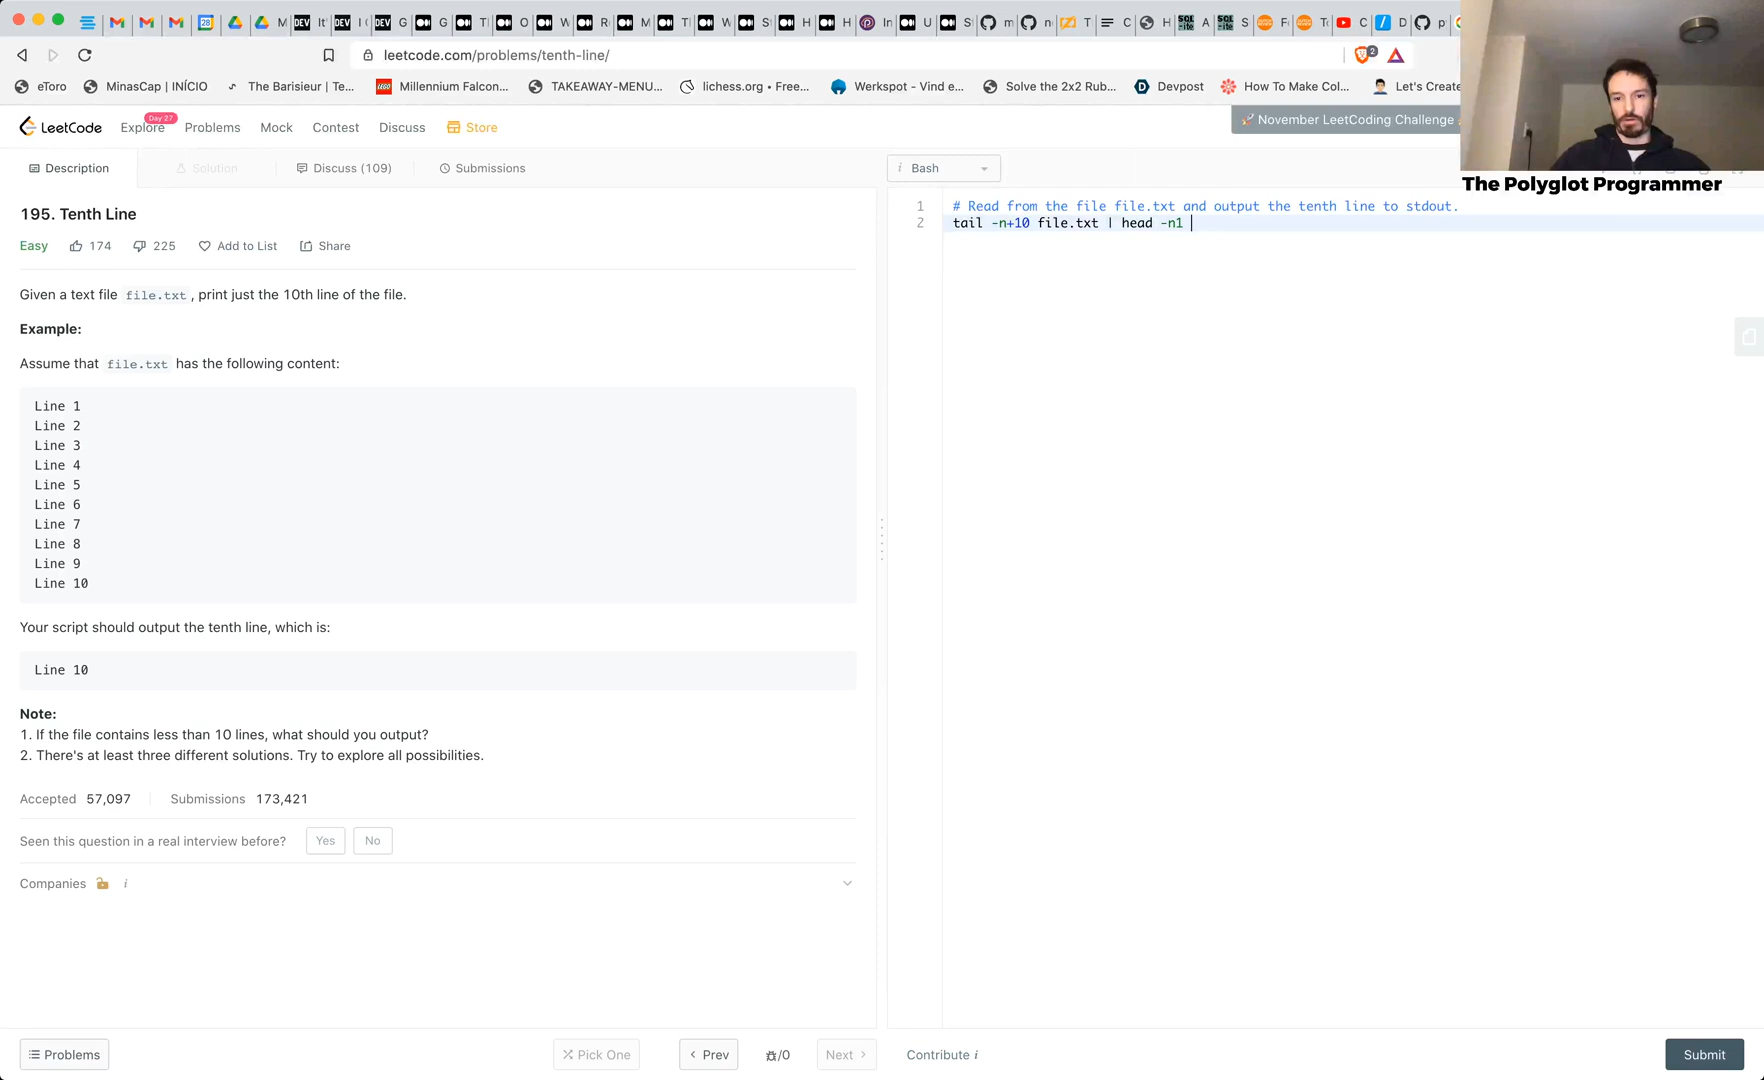 28 M DEV It' DEV I ( DEV G G Tl O W R M T W S H H In U S m n T C H A S F To C D p
leetcode.com/problems/tenth-line/ 2
eToro MinasCap | INÍCIO The Barisieur | Te... Millennium Falcon... TAKEAWAY-MENU... lichess.org • Free... Werkspot - Vind e... Solve the 2x2 Rub... Devpost How To Make Col... Let's Create
LeetCode Explore Day 27 Problems Mock Contest Discuss Store November LeetCoding Challenge
Description Solution Discuss (109) Submissions i Bash
The Polyglot Programmer
195. Tenth Line
Easy 174 225 Add to List Share
Given a text file file.txt, print just the 10th line of the file.
Example:
Assume that file.txt has the following content:
Line 1
Line 2
Line 3
Line 4
Line 5
Line 6
Line 7
Line 8
Line 9
Line 10
Your script should output the tenth line, which is:
Line 10
Note:
1. If the file contains less than 10 lines, what should you output?
2. There's at least three different solutions. Try to explore all possibilities.
Accepted 57,097 Submissions 173,421
Seen this question in a real interview before? Yes No
Companies i
1 # Read from the file file.txt and output the tenth line to stdout.
2 tail -n+10 file.txt | head -n1
Problems Pick One Prev /0 Next Contribute i Submit